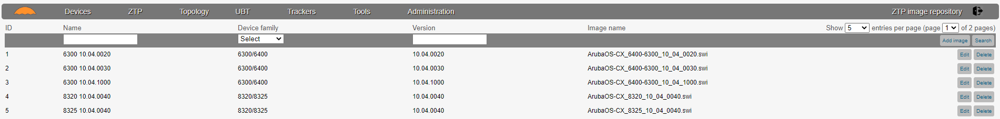 Devices ZTP Topology UBT Trackers Tools Administration ZTP image repository
ID Name Device family Version Image name Show 5 entries per page (page 1 of 2 pages)
Select Add image Search
1 6300 10.04.0020 6300/6400 10.04.0020 ArubaOS-CX_6400-6300_10_04_0020.swi Edit Delete
2 6300 10.04.0030 6300/6400 10.04.0030 ArubaOS-CX_6400-6300_10_04_0030.swi Edit Delete
3 6300 10.04.1000 6300/6400 10.04.1000 ArubaOS-CX_6400-6300_10_04_1000.swi Edit Delete
4 8320 10.04.0040 8320/8325 10.04.0040 ArubaOS-CX_8320_10_04_0040.swi Edit Delete
5 8325 10.04.0040 8320/8325 10.04.0040 ArubaOS-CX_8325_10_04_0040.swi Edit Delete